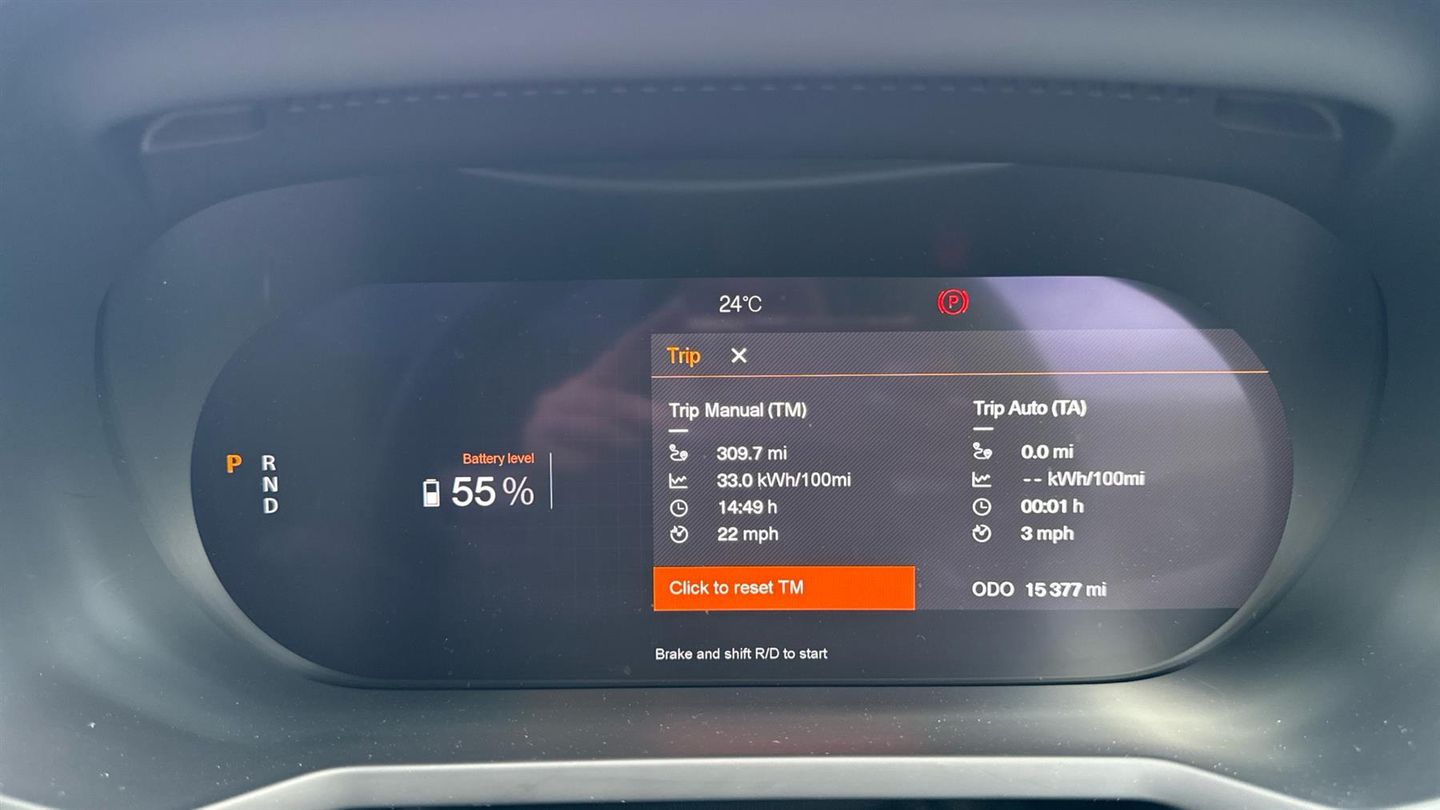 24°C
P
Trip
Trip Manual (TM)
309.7 mi
33.0 kWh/100mi
14:49 h
22 mph
Click to reset TM
Trip Auto (TA)
0.0 mi
-- kWh/100mi
00:01 h
3 mph
ODO 15 377 mi
P
R
N
D
Battery level
55 %
Brake and shift R/D to start